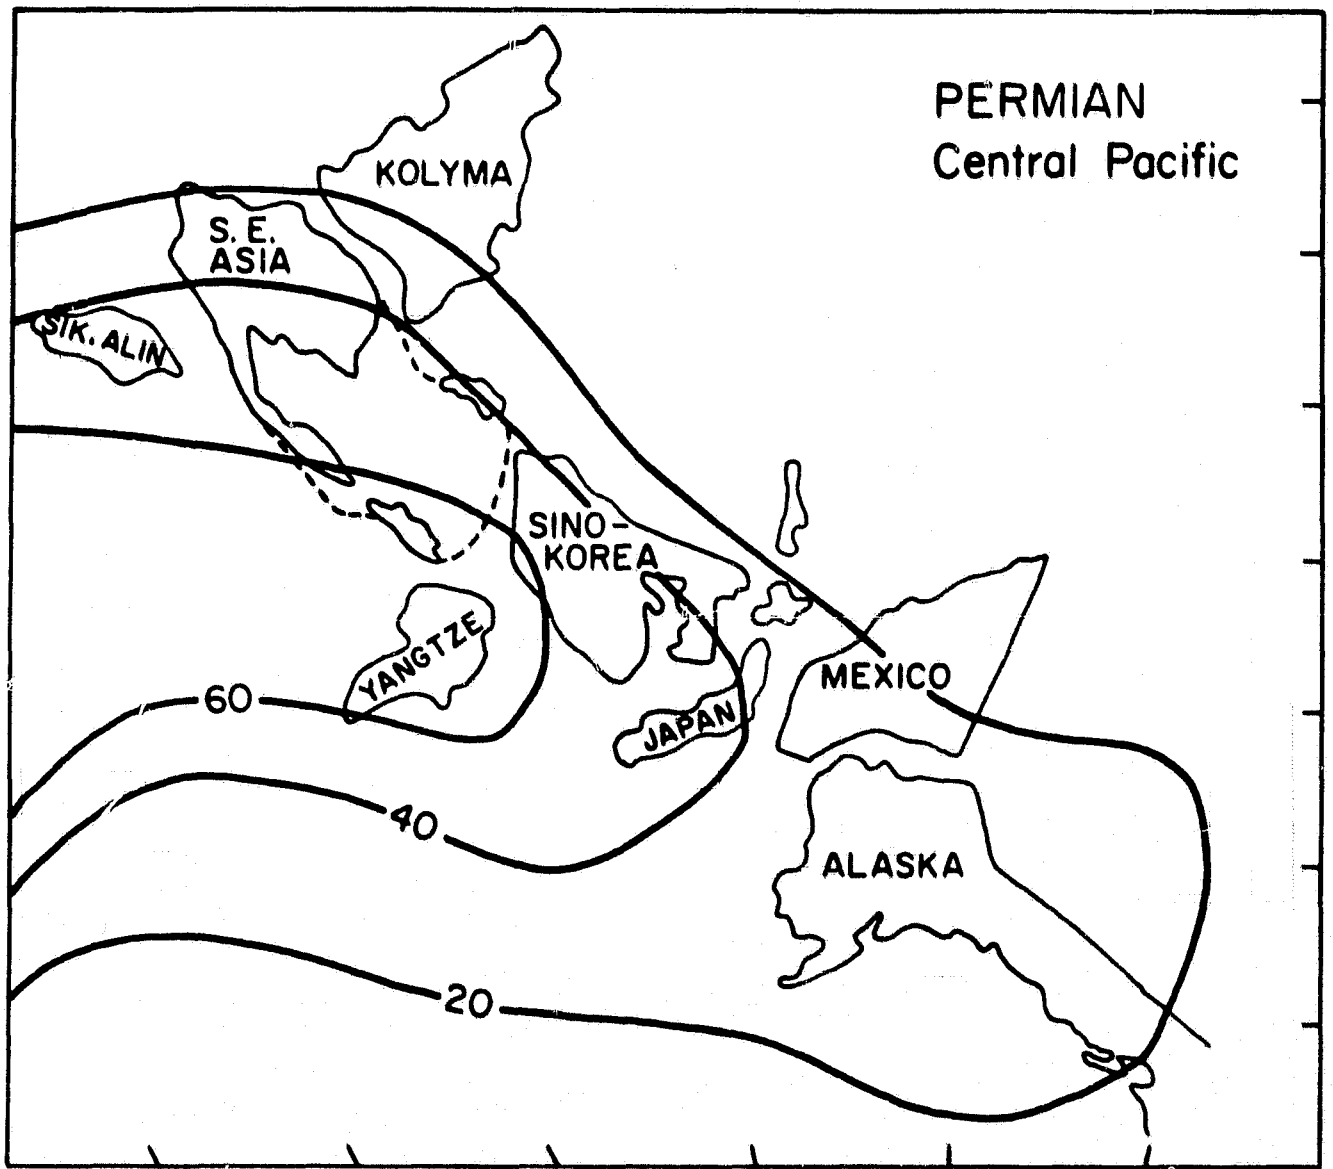 PERMIAN
Central Pacific
KOLYMA
S. E.
ASIA
SIK. ALIN
SINO-
KOREA
YANGTZE
60
MEXICO
JAPAN
40
ALASKA
20